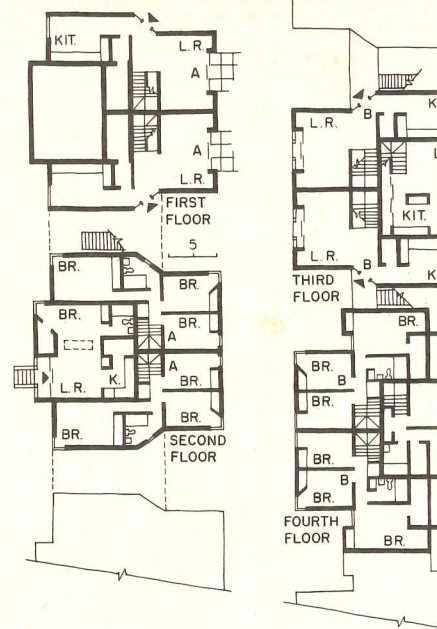 KIT.
L.R.
A
A
L.R.
FIRST
FLOOR
5
BR.
BR.
BR.
BR.
A
A
L.R.
K.
BR.
BR.
BR.
SECOND
FLOOR
B
K
L.R.
L
KIT.
L.R.
THIRD
FLOOR
B
K
BR.
BR.
B
BR.
BR.
BR.
B
FOURTH
FLOOR
BR.